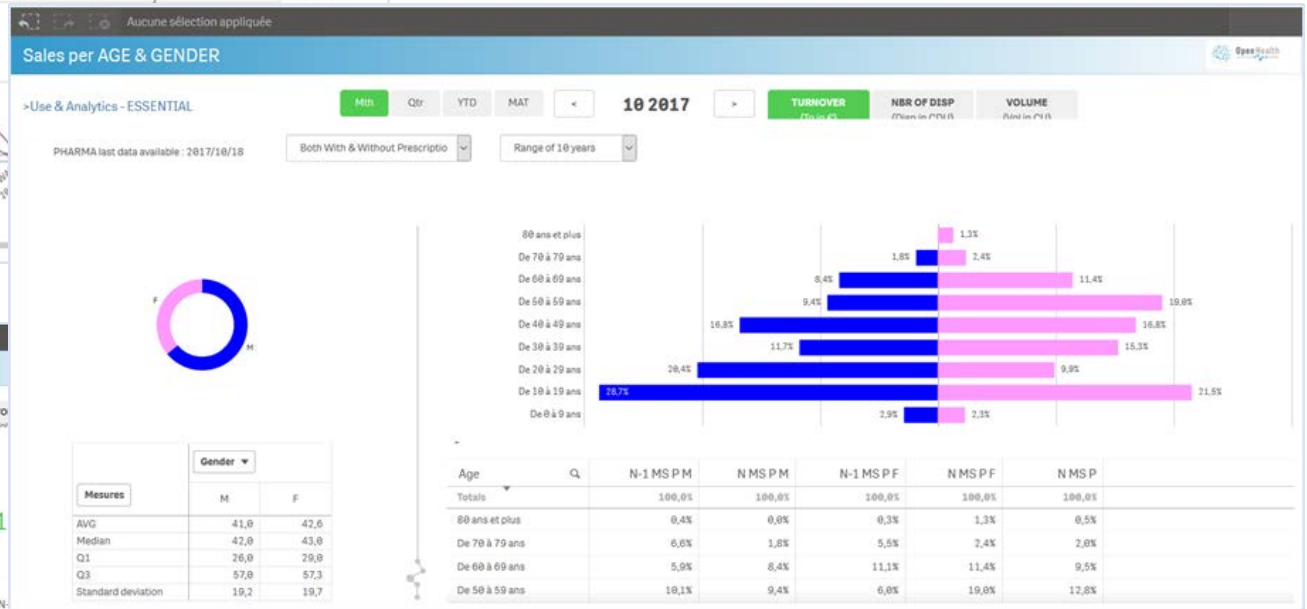 Aucune sélection appliquée
Sales per AGE & GENDER
OpenHealth
>Use & Analytics - ESSENTIAL
Mth Qtr YTD MAT < 10 2017 > TURNOVER NBR OF DISP VOLUME
(To in €) (Disp in CDU) (Vol in CU)
PHARMA last data available : 2017/10/18 Both With & Without Prescriptio Range of 10 years
80 ans et plus 1,3%
De 70 à 79 ans 1,8% 2,4%
De 60 à 69 ans 8,4% 11,4%
De 50 à 59 ans 9,4% 19,0%
De 40 à 49 ans 16,8% 16,8%
De 30 à 39 ans 11,7% 15,3%
De 20 à 29 ans 20,4% 9,9%
De 10 à 19 ans 28,7% 21,5%
De 0 à 9 ans 2,9% 2,3%
F
M
Gender
Mesures M F
AVG 41,0 42,6
Median 42,0 43,0
Q1 26,0 29,0
Q3 57,0 57,3
Standard deviation 19,2 19,7
Age N-1 MS P M N MS P M N-1 MS P F N MS P F N MS P
Totals 100,0% 100,0% 100,0% 100,0% 100,0%
80 ans et plus 0,4% 0,0% 0,3% 1,3% 0,5%
De 70 à 79 ans 6,6% 1,8% 5,5% 2,4% 2,0%
De 60 à 69 ans 5,9% 8,4% 11,1% 11,4% 9,5%
De 50 à 59 ans 10,1% 9,4% 6,0% 19,0% 12,8%